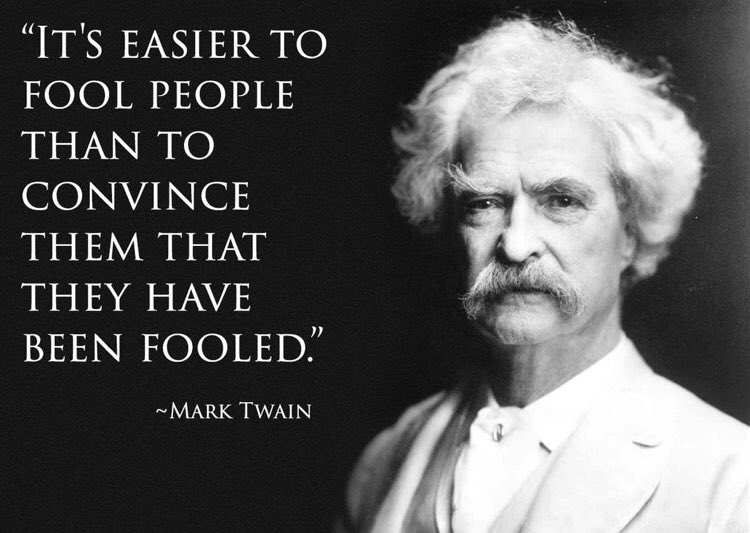 “It's easier to
fool people
than to
convince
them that
they have
been fooled.”
~Mark Twain